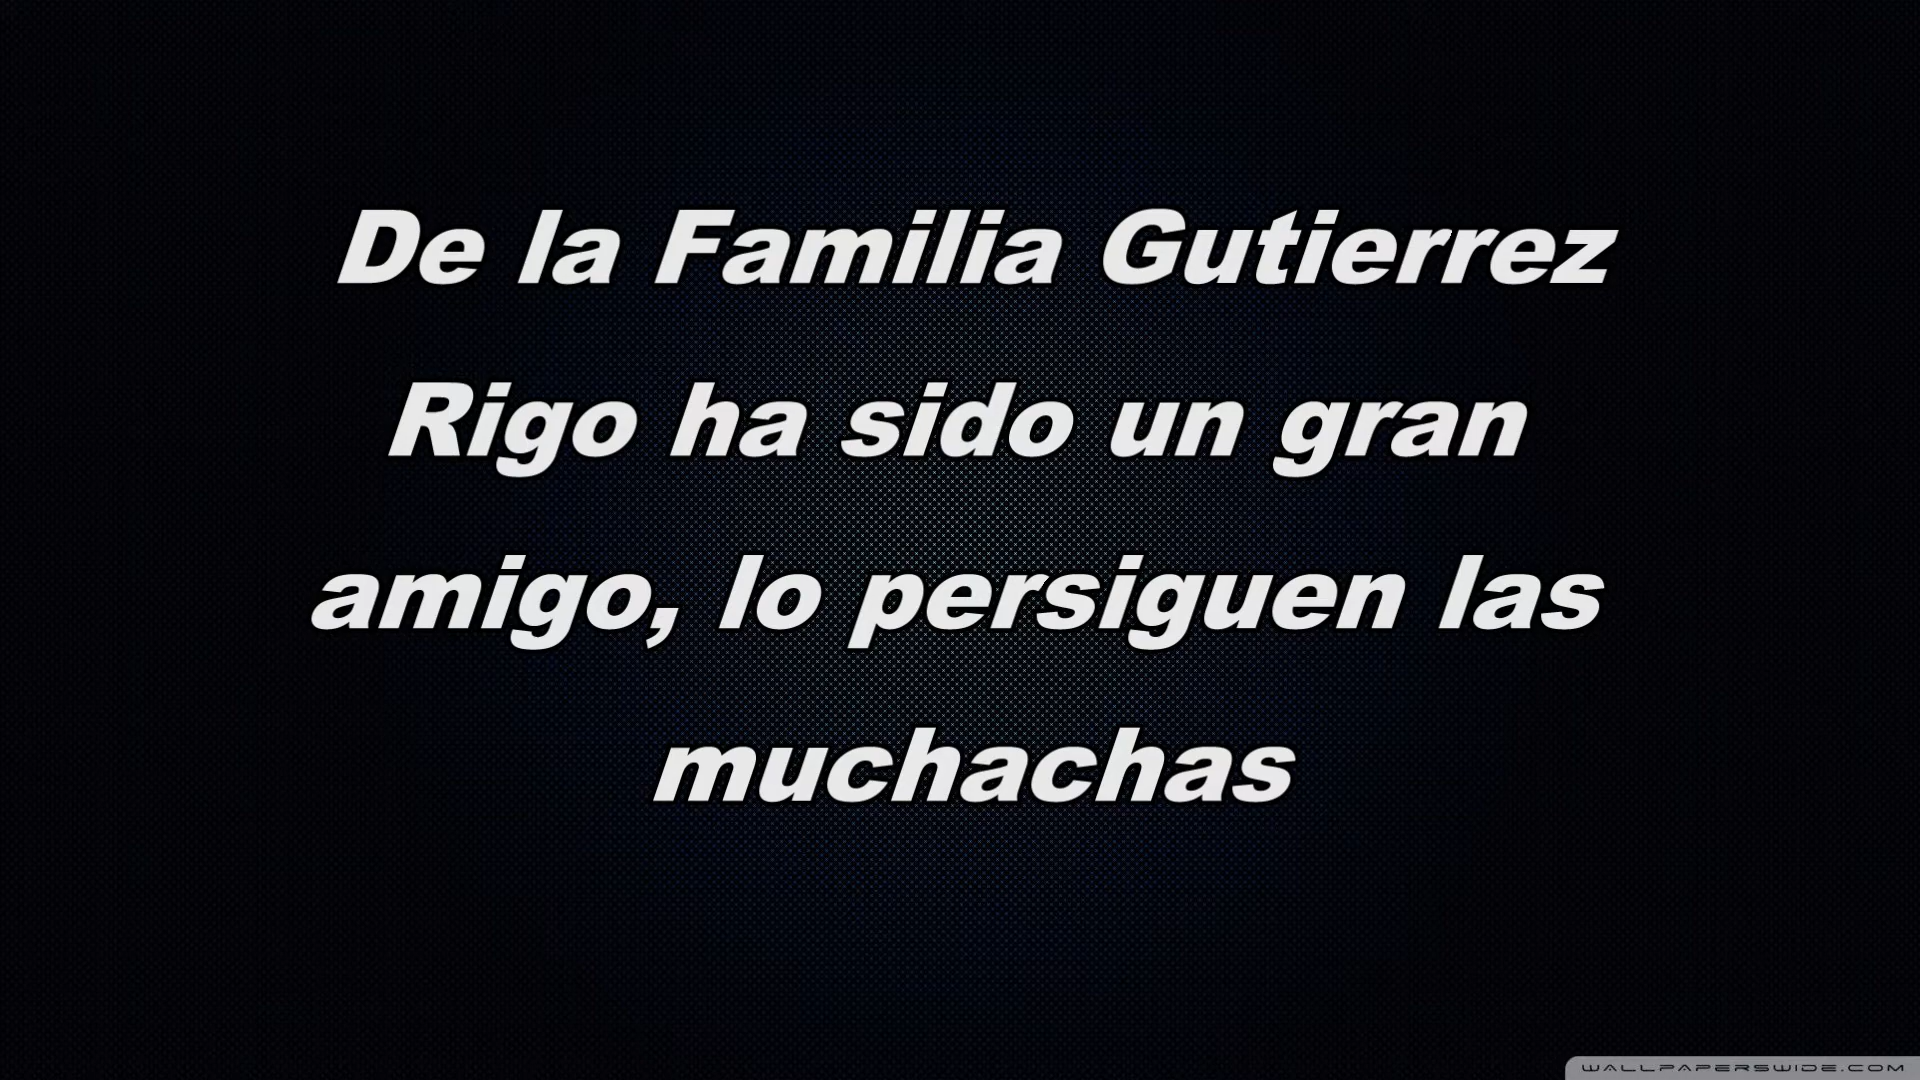 De la Familia Gutierrez
Rigo ha sido un gran
amigo, lo persiguen las
muchachas
WALLPAPERSWIDE.COM